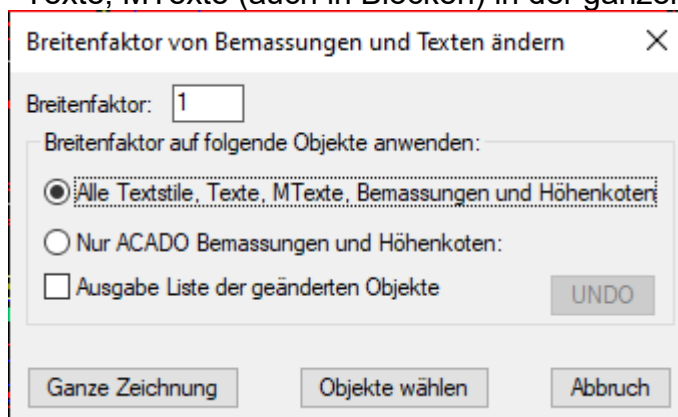 Texte, MTexte (auch in Blöcken) in der ganzen
Breitenfaktor von Bemassungen und Texten ändern
Breitenfaktor: 1
Breitenfaktor auf folgende Objekte anwenden:
Alle Textstile, Texte, MTexte, Bemassungen und Höhenkoten
Nur ACADO Bemassungen und Höhenkoten:
Ausgabe Liste der geänderten Objekte UNDO
Ganze Zeichnung Objekte wählen Abbruch